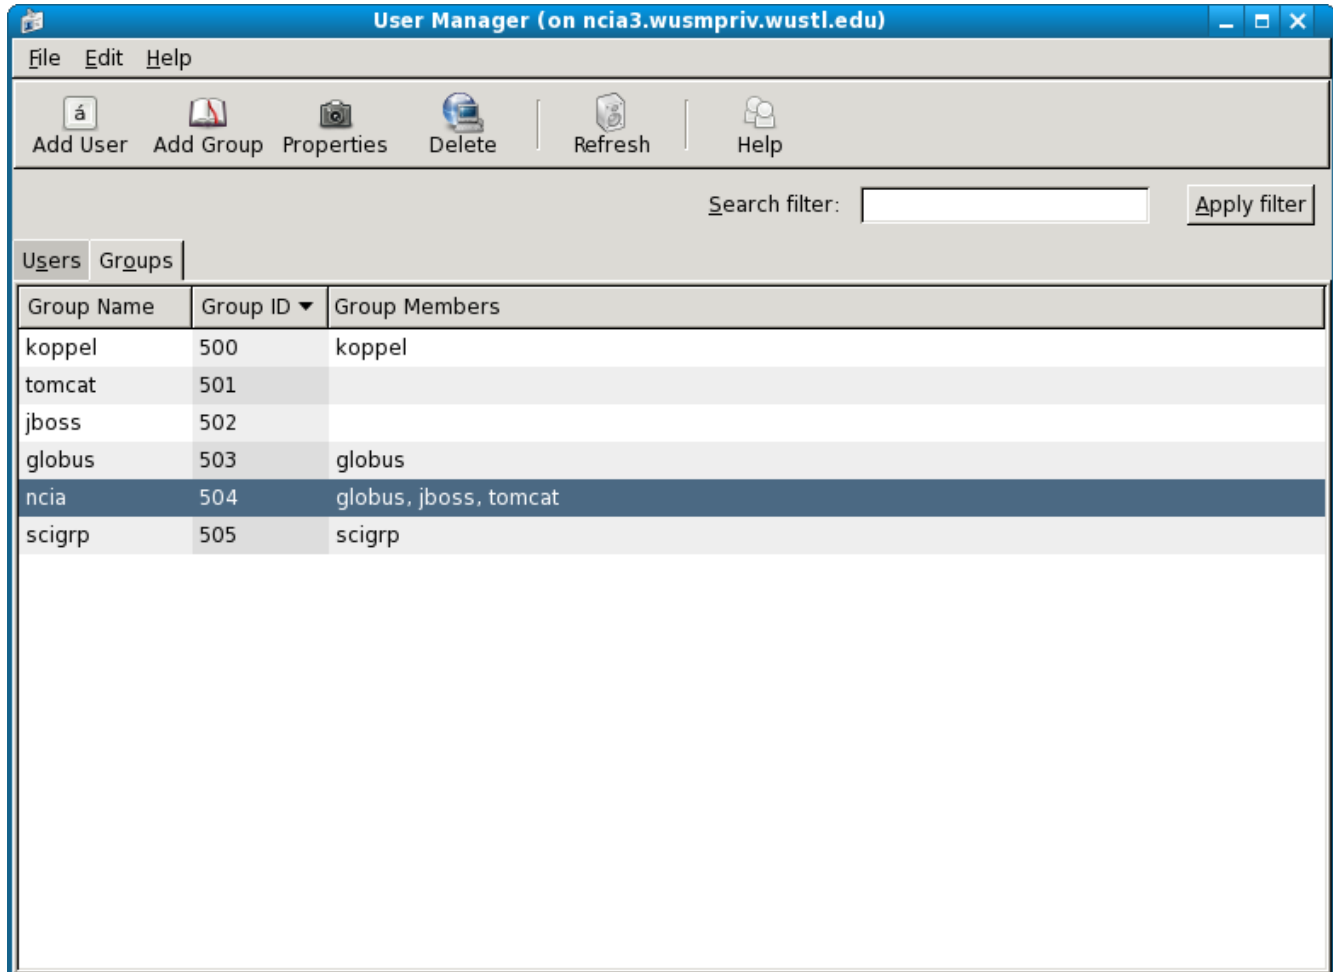 User Manager (on ncia3.wusmpriv.wustl.edu)
File Edit Help
á
Add User Add Group Properties Delete Refresh Help
Search filter: Apply filter
Users Groups
Group Name Group ID Group Members
koppel 500 koppel
tomcat 501
jboss 502
globus 503 globus
ncia 504 globus, jboss, tomcat
scigrp 505 scigrp